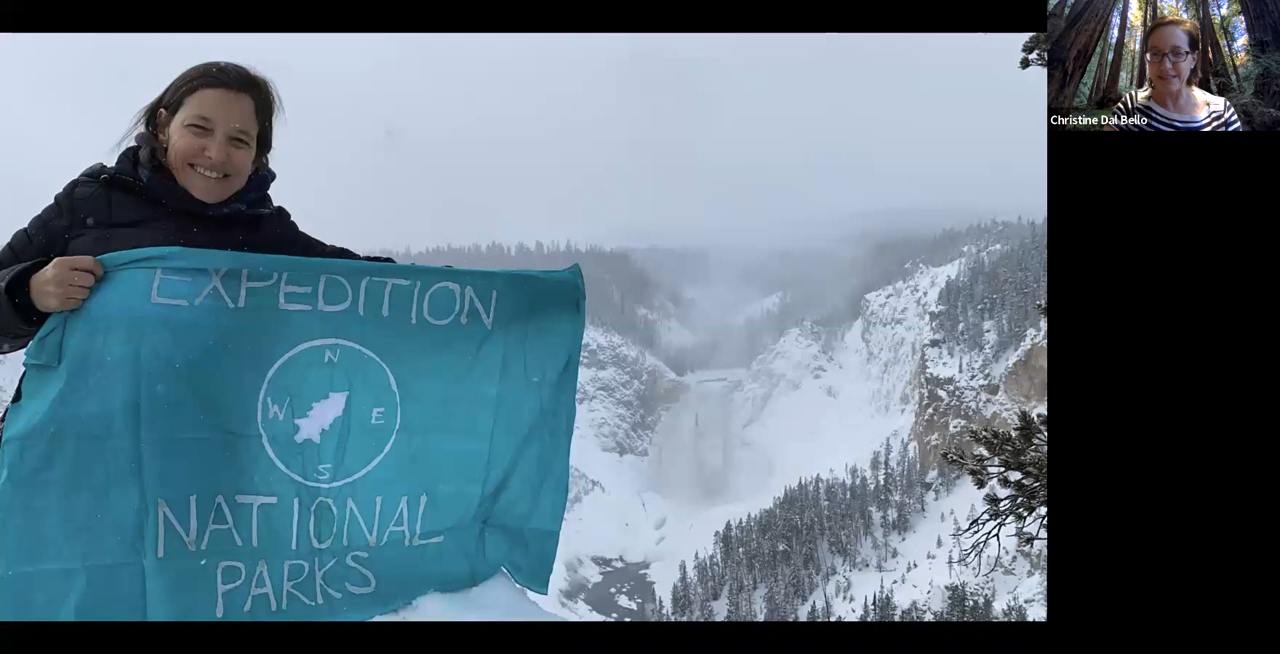 Christine Dal Bello
EXPEDITION
N
W E
S
NATIONAL
PARKS